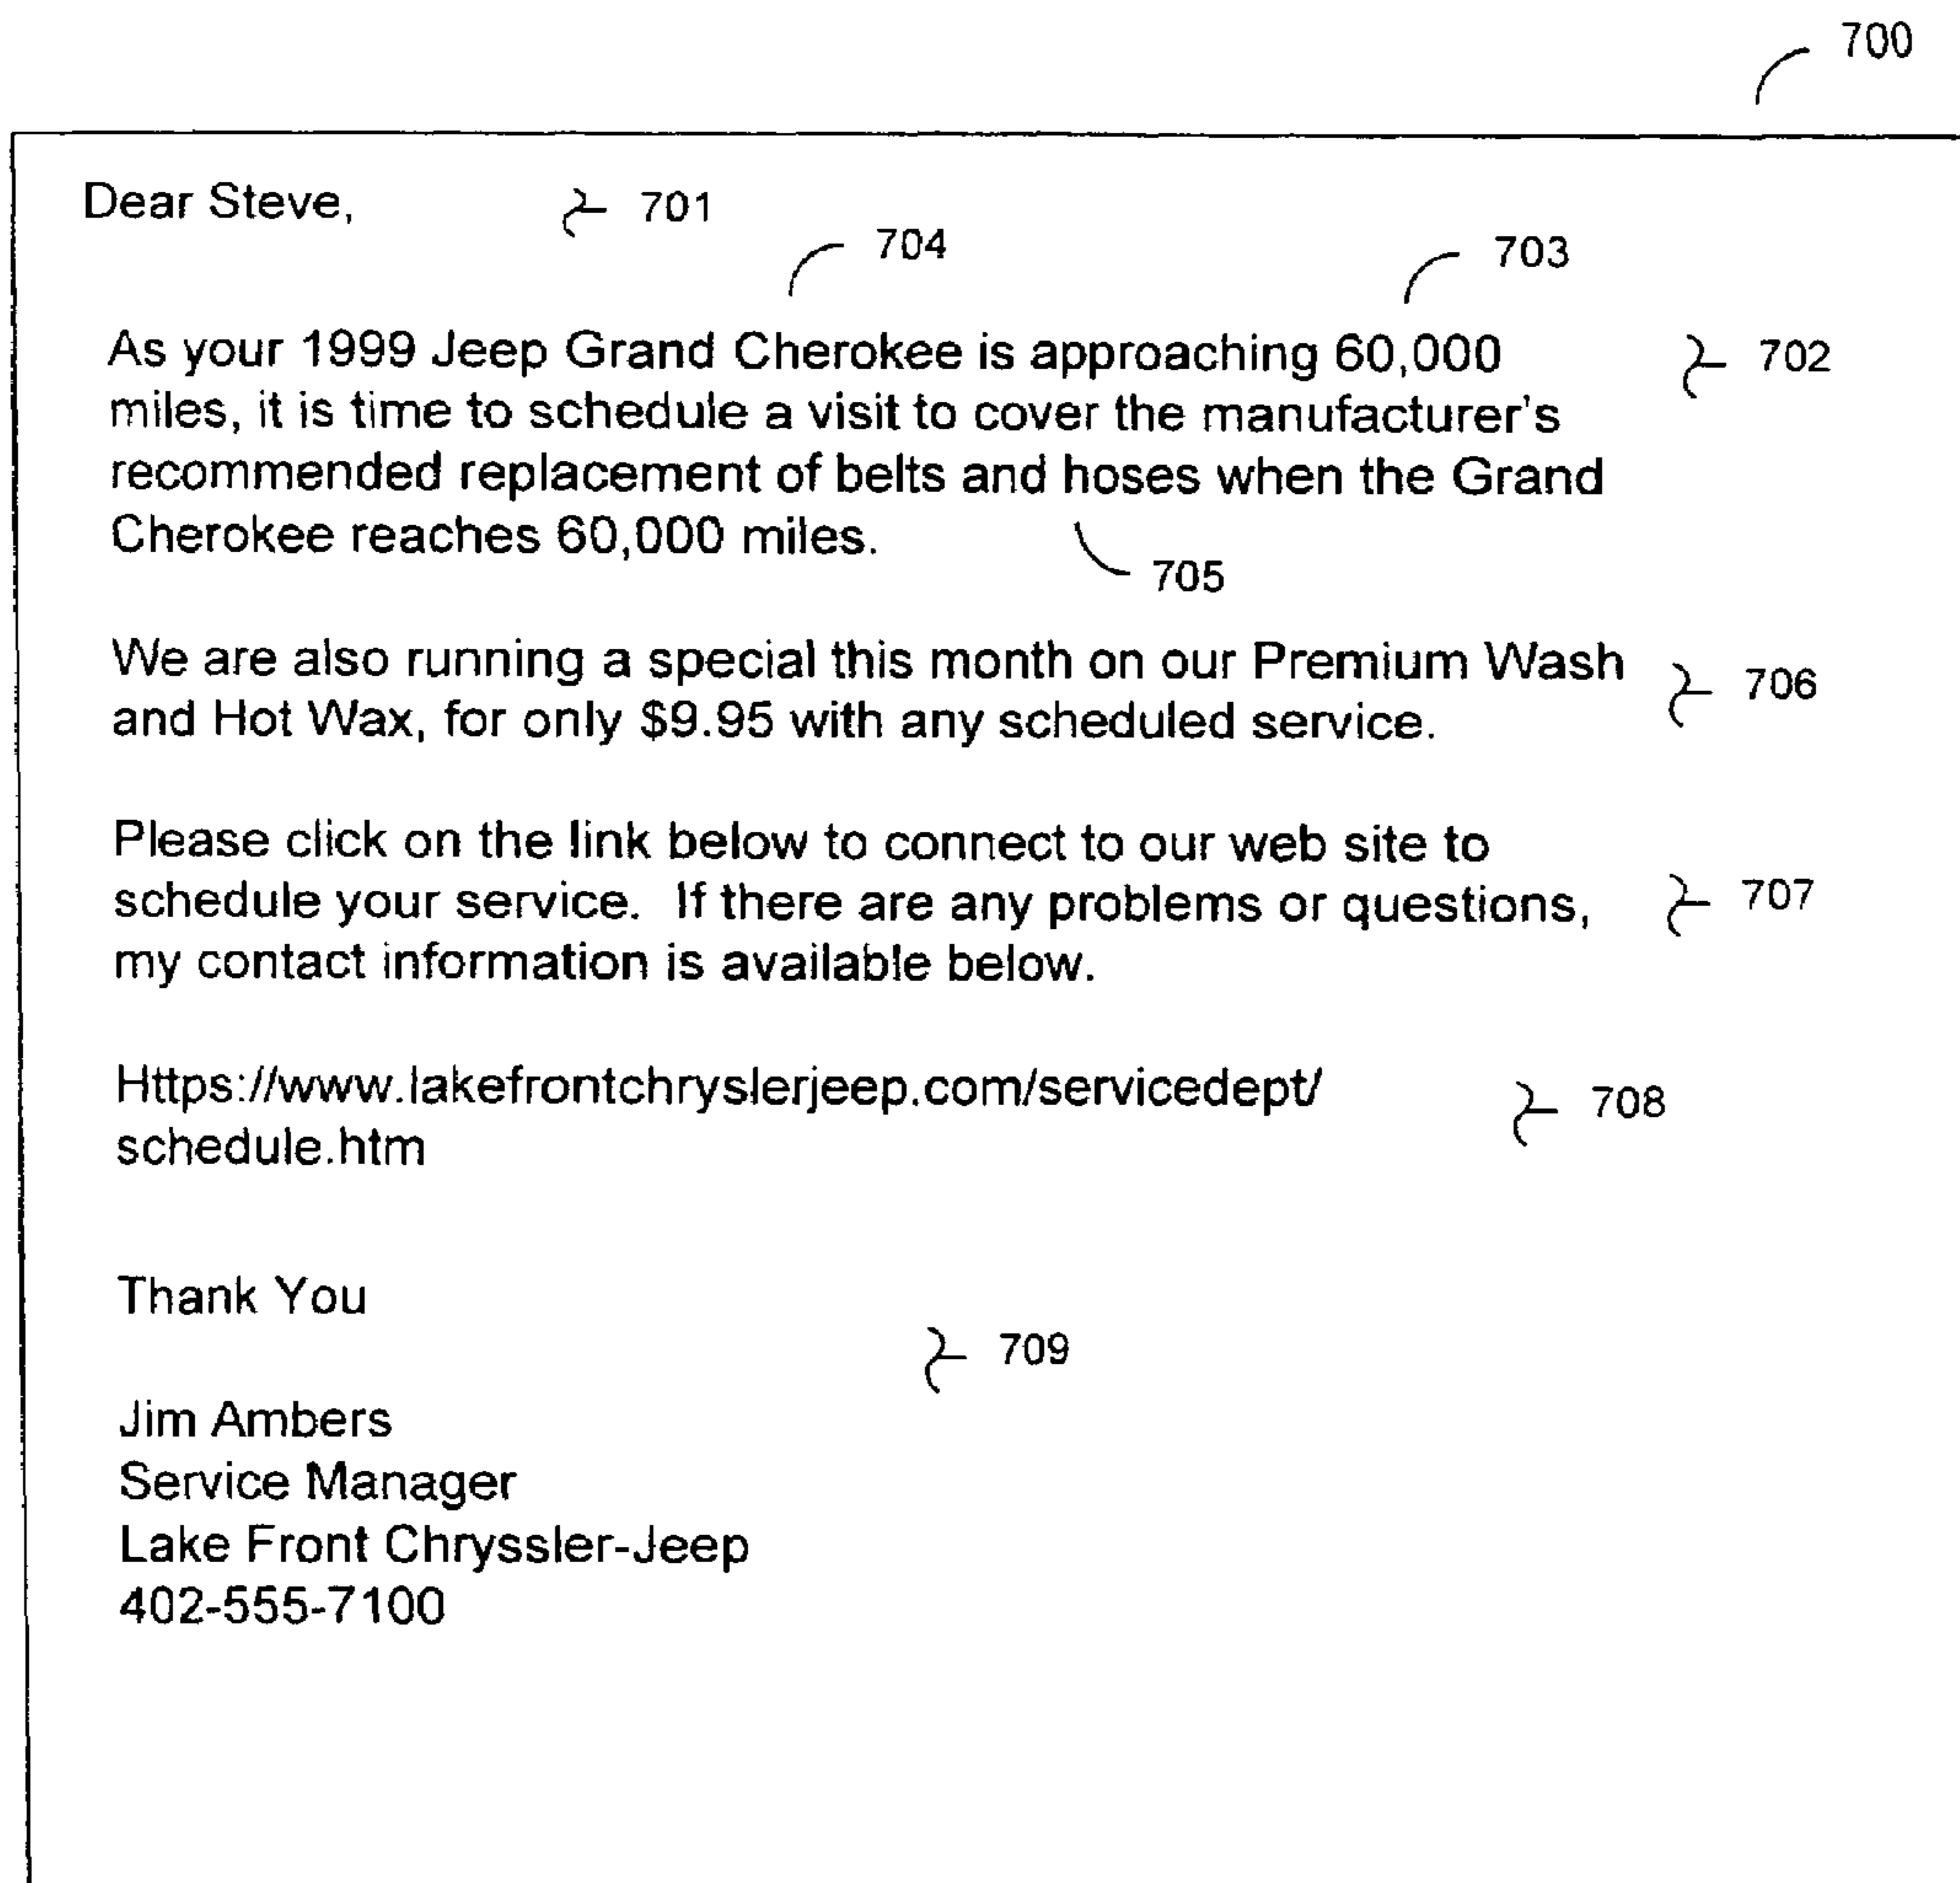 700
Dear Steve, 701
704 703
As your 1999 Jeep Grand Cherokee is approaching 60,000 702
miles, it is time to schedule a visit to cover the manufacturer's
recommended replacement of belts and hoses when the Grand
Cherokee reaches 60,000 miles.
705
We are also running a special this month on our Premium Wash 706
and Hot Wax, for only $9.95 with any scheduled service.
Please click on the link below to connect to our web site to
schedule your service. If there are any problems or questions, 707
my contact information is available below.
Https://www.lakefrontchryslerjeep.com/servicedept/ 708
schedule.htm
Thank You
709
Jim Ambers
Service Manager
Lake Front Chryssler-Jeep
402-555-7100